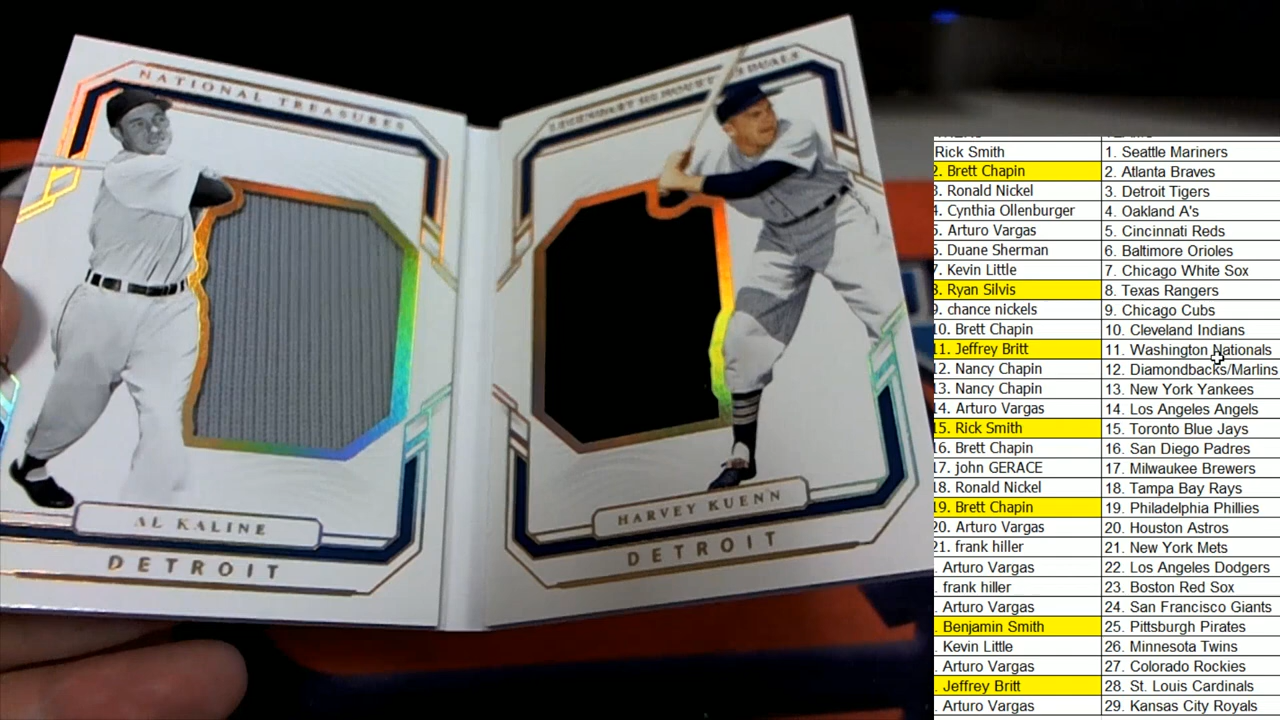 NATIONAL TREASURES
AL KALINE
DETROIT
HARVEY KUENN
DETROIT
Rick Smith 1. Seattle Mariners
2. Brett Chapin 2. Atlanta Braves
3. Ronald Nickel 3. Detroit Tigers
4. Cynthia Ollenburger 4. Oakland A's
5. Arturo Vargas 5. Cincinnati Reds
6. Duane Sherman 6. Baltimore Orioles
7. Kevin Little 7. Chicago White Sox
8. Ryan Silvis 8. Texas Rangers
9. chance nickels 9. Chicago Cubs
10. Brett Chapin 10. Cleveland Indians
11. Jeffrey Britt 11. Washington Nationals
12. Nancy Chapin 12. Diamondbacks/Marlins
13. Nancy Chapin 13. New York Yankees
14. Arturo Vargas 14. Los Angeles Angels
15. Rick Smith 15. Toronto Blue Jays
16. Brett Chapin 16. San Diego Padres
17. john GERACE 17. Milwaukee Brewers
18. Ronald Nickel 18. Tampa Bay Rays
19. Brett Chapin 19. Philadelphia Phillies
20. Arturo Vargas 20. Houston Astros
21. frank hiller 21. New York Mets
. Arturo Vargas 22. Los Angeles Dodgers
. frank hiller 23. Boston Red Sox
. Arturo Vargas 24. San Francisco Giants
. Benjamin Smith 25. Pittsburgh Pirates
. Kevin Little 26. Minnesota Twins
. Arturo Vargas 27. Colorado Rockies
. Jeffrey Britt 28. St. Louis Cardinals
. Arturo Vargas 29. Kansas City Royals